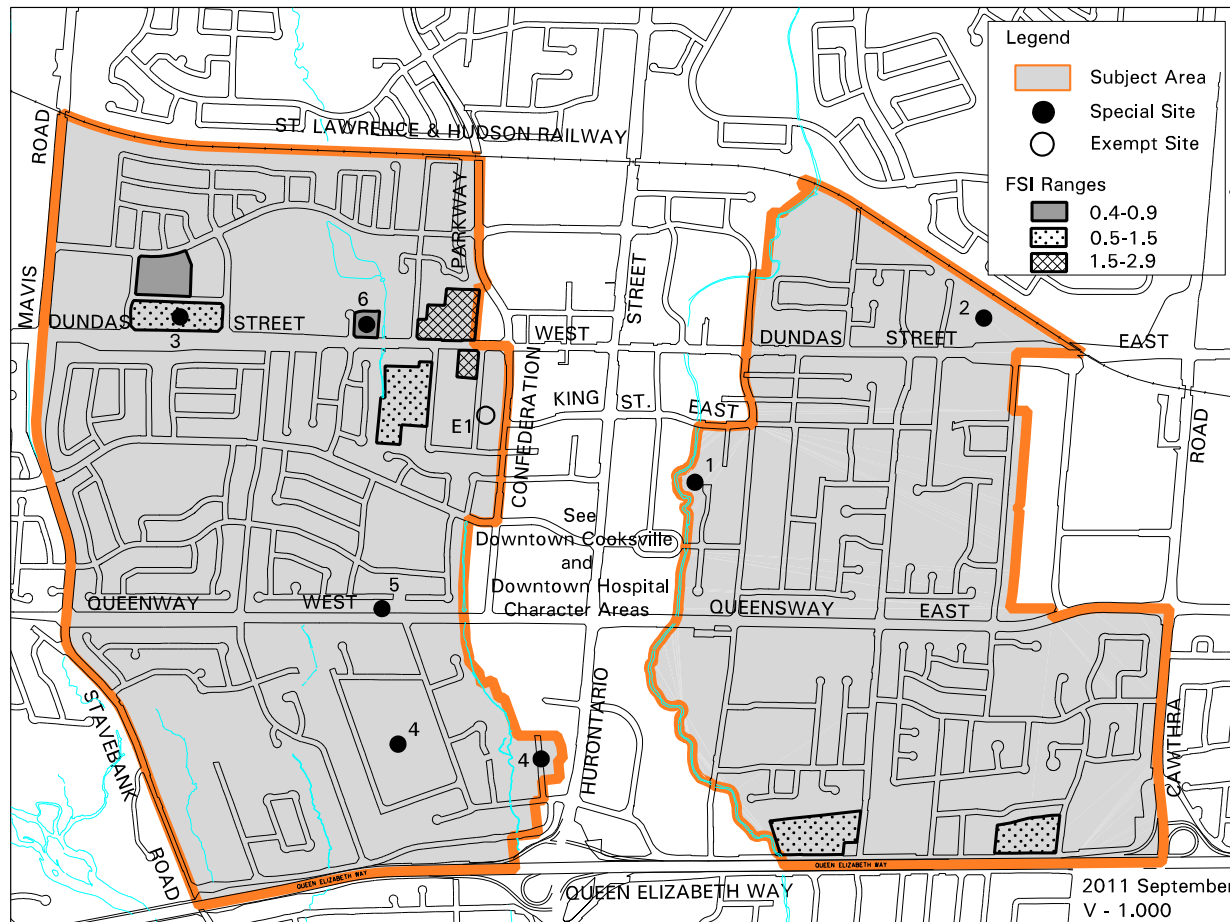 Legend
Subject Area
Special Site
Exempt Site
FSI Ranges
0.4-0.9
0.5-1.5
1.5-2.9
ST. LAWRENCE & HUDSON RAILWAY
MAVIS ROAD
PARKWAY
STREET
6
2
3
DUNDAS STREET WEST
DUNDAS STREET EAST
KING ST. EAST
E1
CONFEDERATION
ROAD
1
See
Downtown Cooksville
and
Downtown Hospital
Character Areas
5
QUEENWAY WEST
QUEENSWAY EAST
STAVEBANK ROAD
4
4
HURONTARIO
CAWTHRA
QUEEN ELIZABETH WAY
QUEEN ELIZABETH WAY
QUEEN ELIZABETH WAY
2011 September
V - 1.000